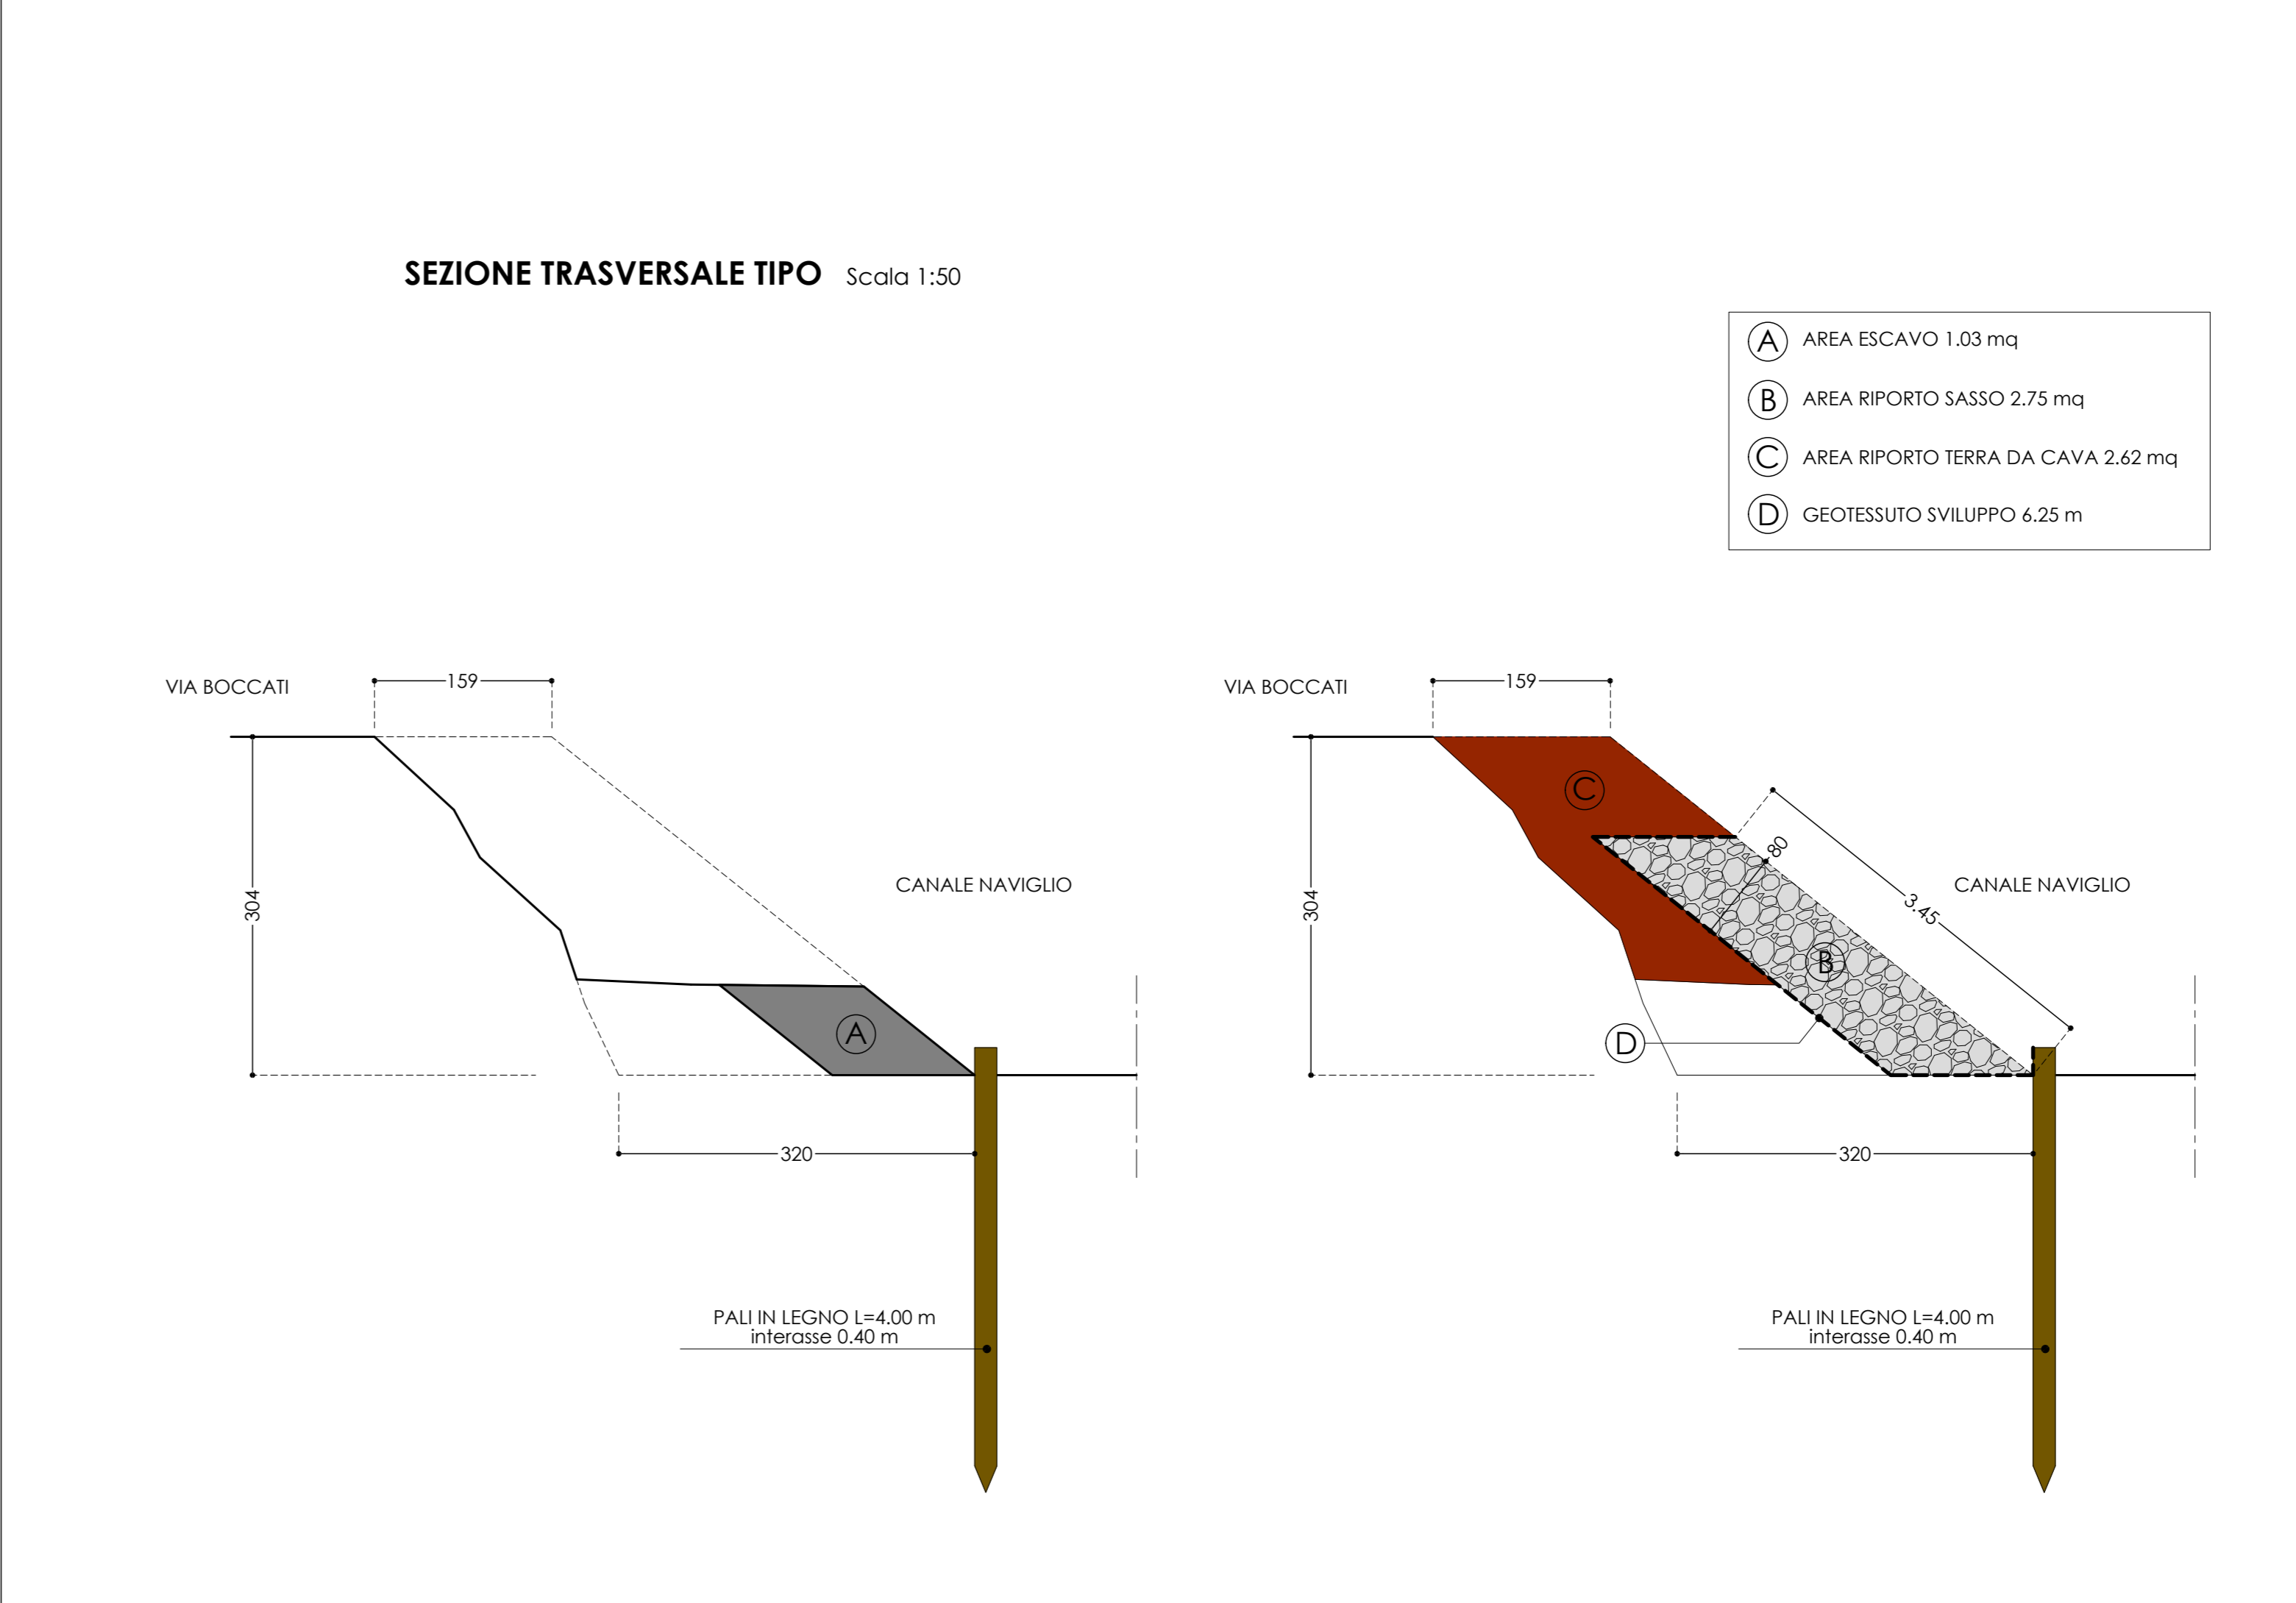 SEZIONE TRASVERSALE TIPO Scala 1:50
A AREA ESCAVO 1.03 mq
B AREA RIPORTO SASSO 2.75 mq
C AREA RIPORTO TERRA DA CAVA 2.62 mq
D GEOTESSUTO SVILUPPO 6.25 m
VIA BOCCATI
159
304
CANALE NAVIGLIO
A
320
PALI IN LEGNO L=4.00 m
interasse 0.40 m
VIA BOCCATI
159
C
80
304
3.45
CANALE NAVIGLIO
B
D
320
PALI IN LEGNO L=4.00 m
interasse 0.40 m